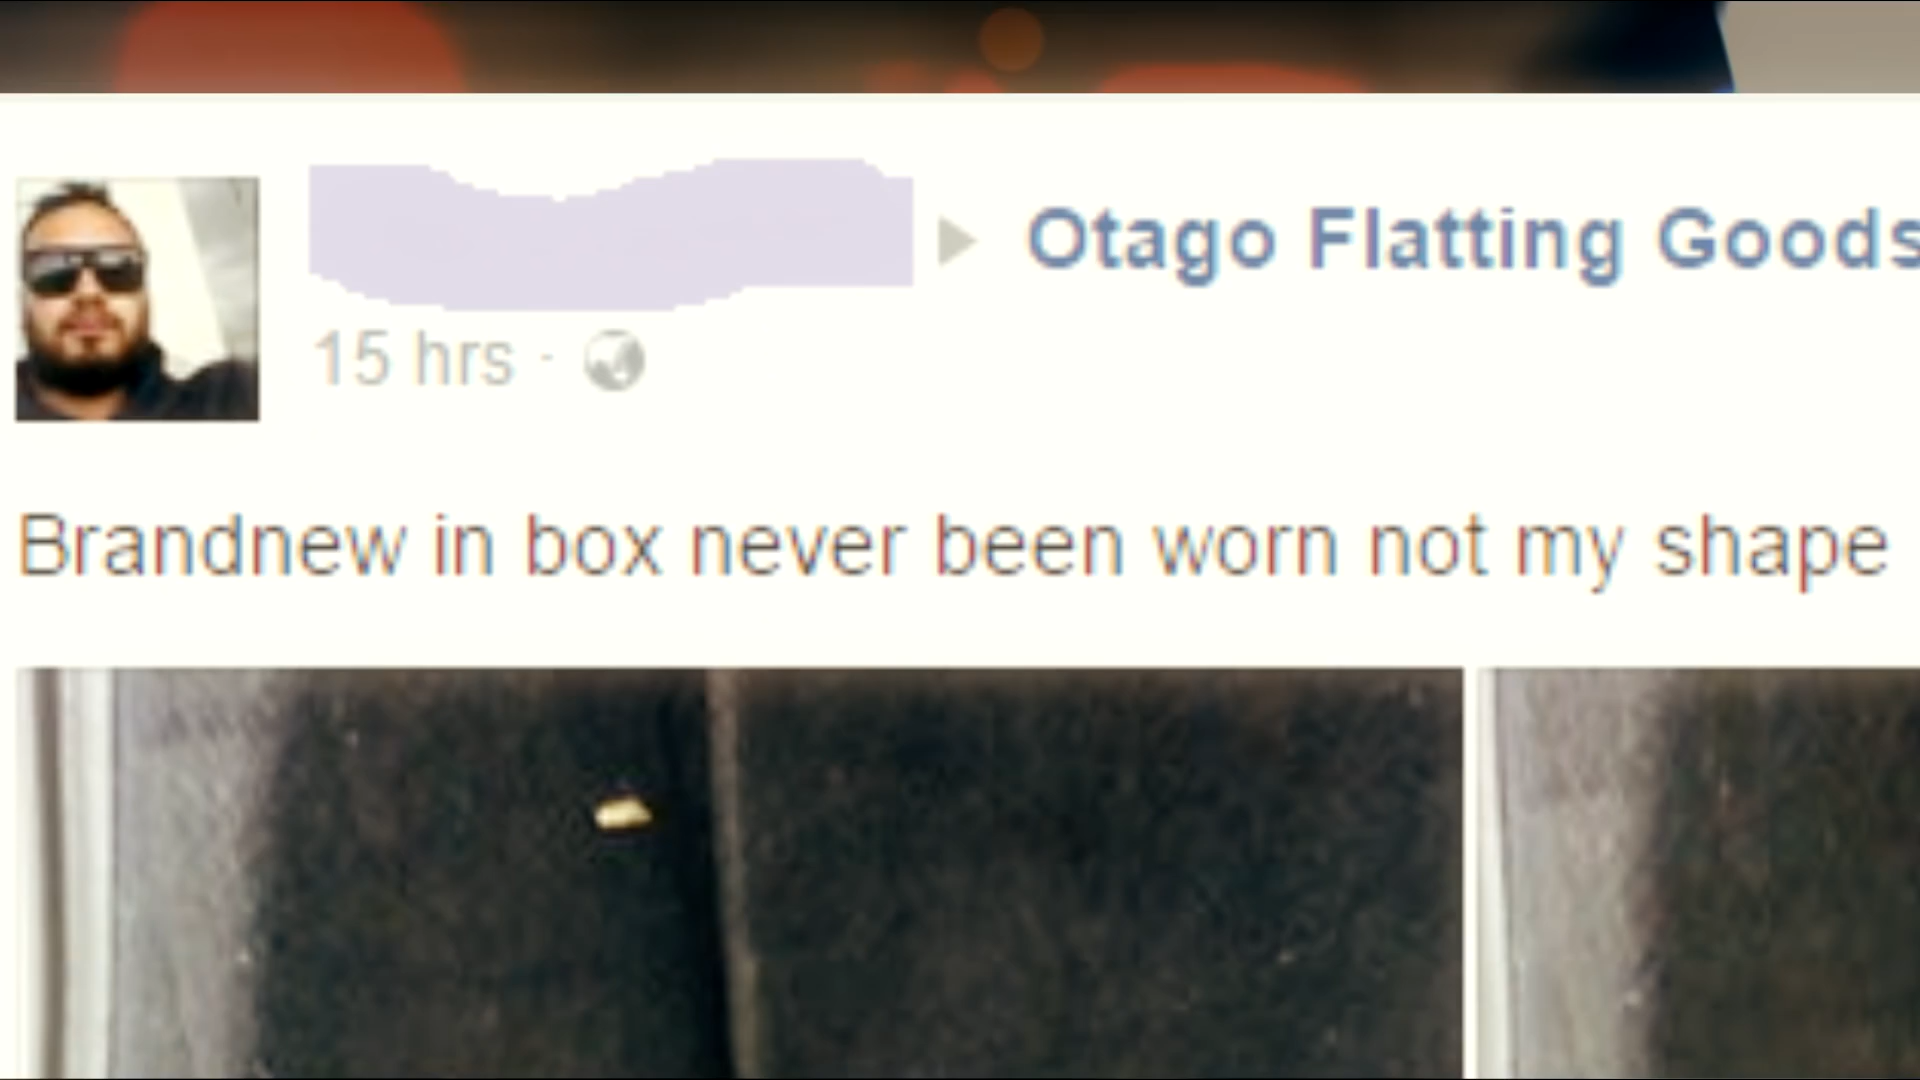 Otago Flatting Goods
15 hrs ·
Brandnew in box never been worn not my shape